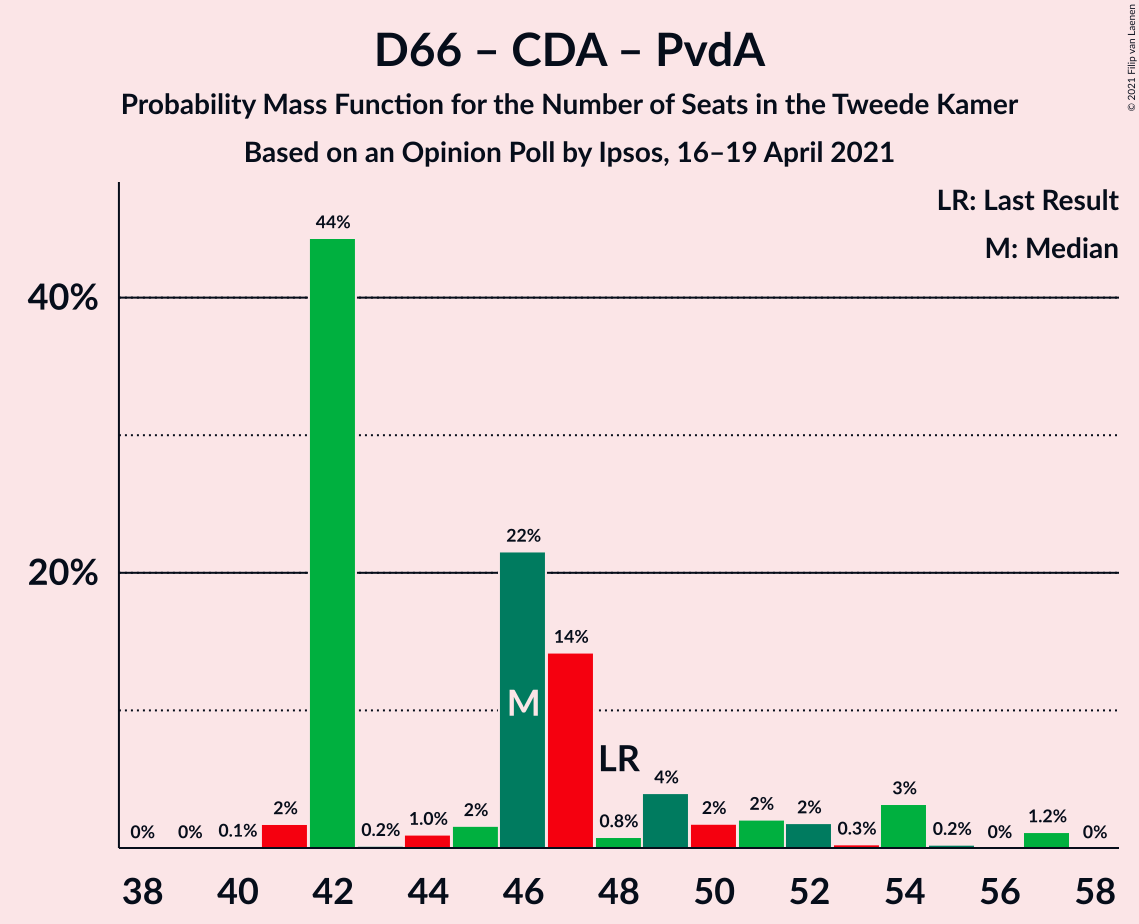 D66 – CDA – PvdA
Probability Mass Function for the Number of Seats in the Tweede Kamer
Based on an Opinion Poll by Ipsos, 16–19 April 2021
© 2021 Filip van Laenen
LR: Last Result
M: Median
40%
20%
0%
0%
0.1%
2%
44%
0.2%
1.0%
2%
22%
14%
0.8%
4%
2%
2%
2%
0.3%
3%
0.2%
0%
1.2%
0%
M
LR
38 40 42 44 46 48 50 52 54 56 58